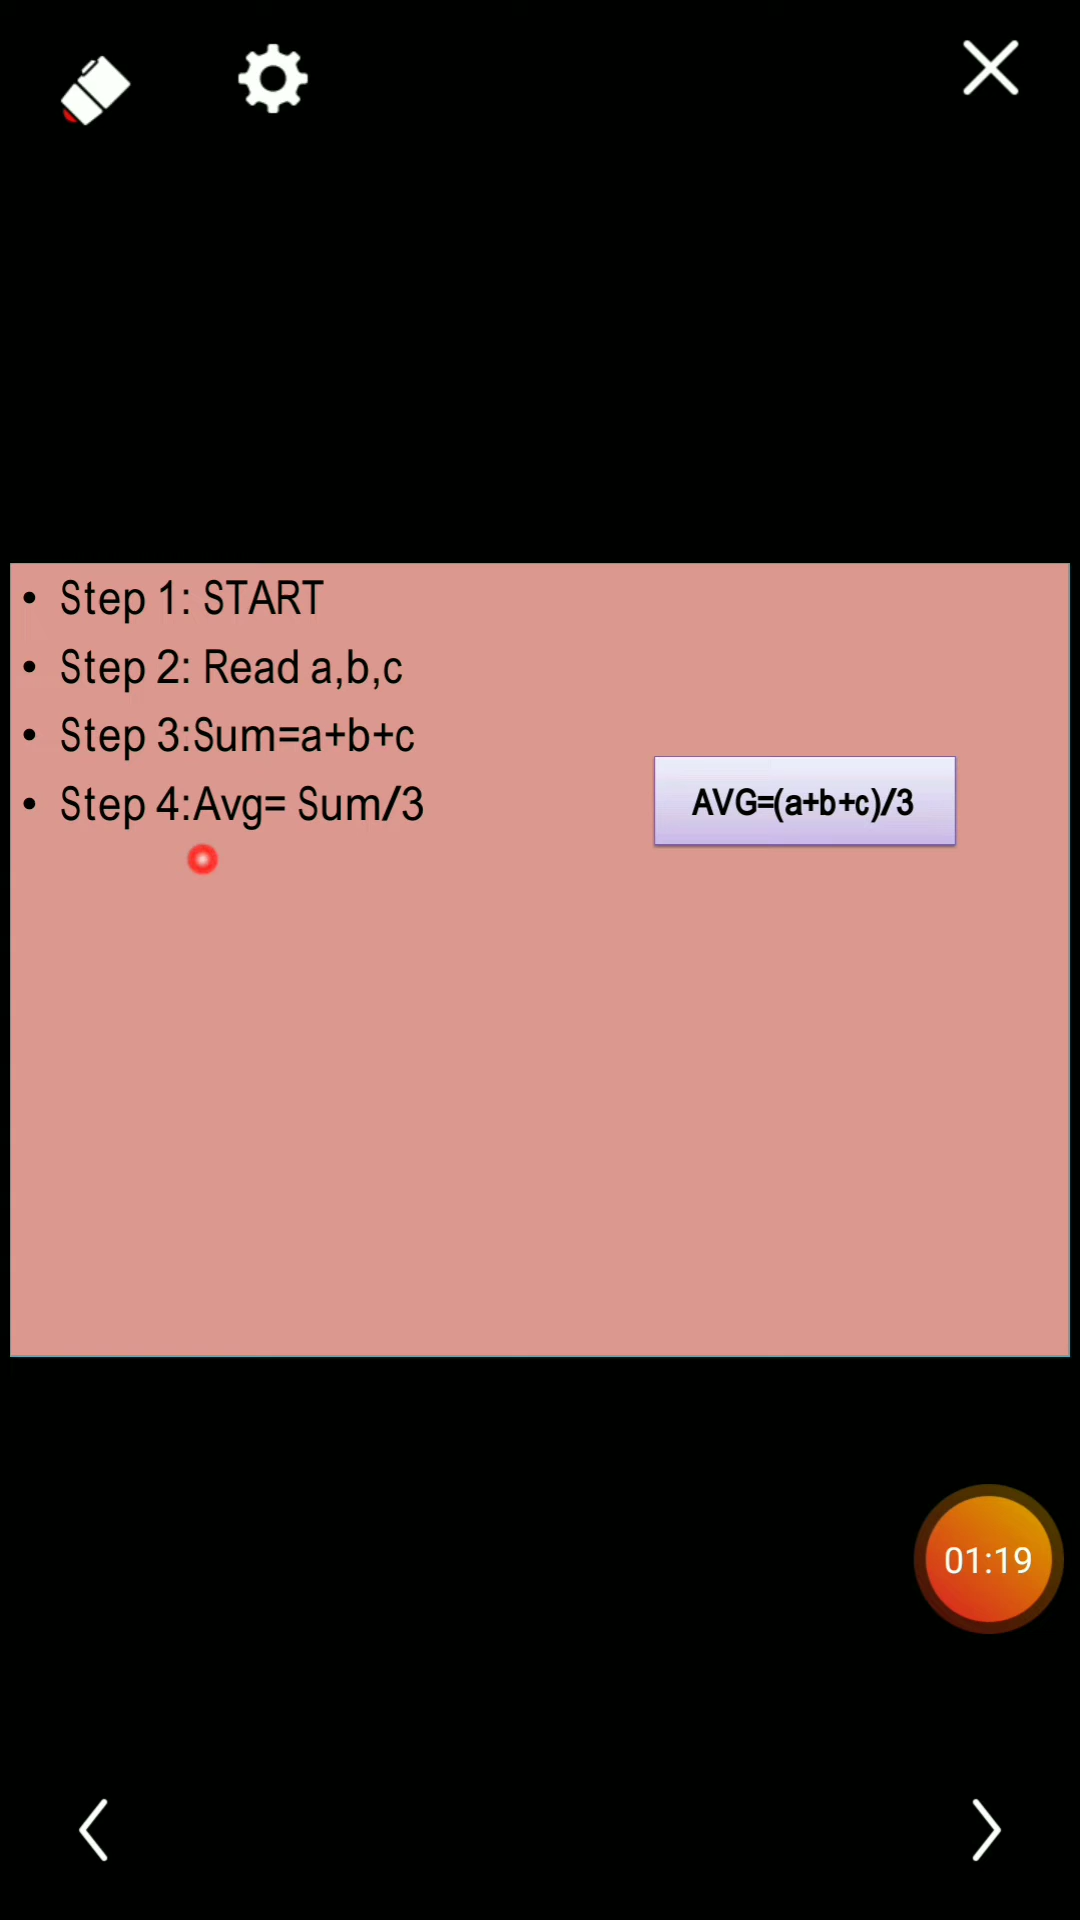 • Step 1: START
• Step 2: Read a,b,c
• Step 3:Sum=a+b+c
• Step 4:Avg= Sum/3
AVG=(a+b+c)/3
01:19